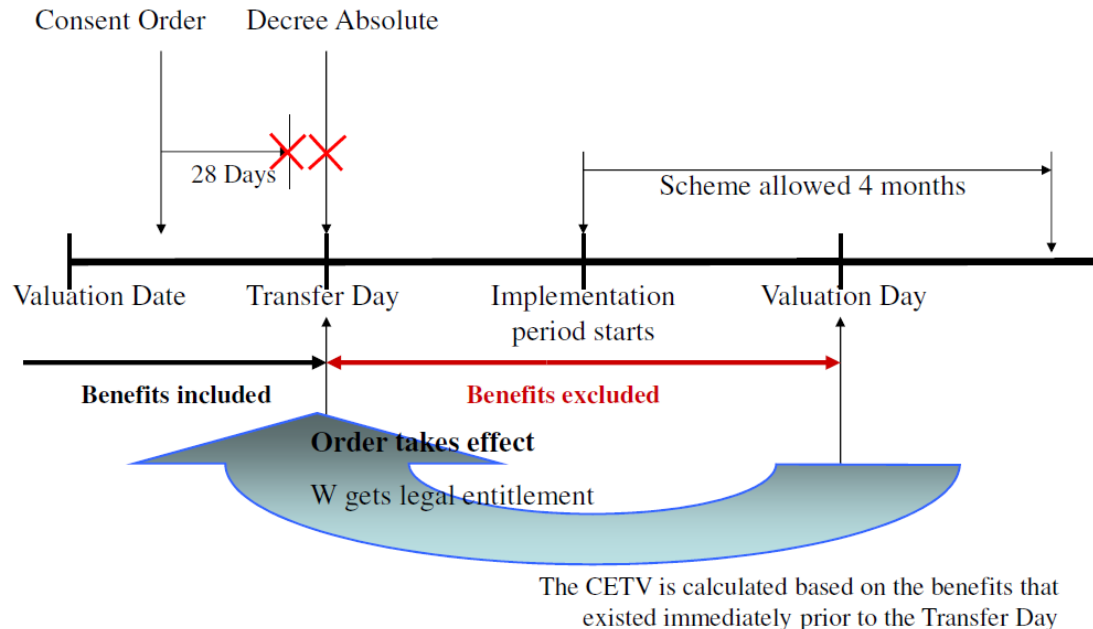 Consent Order
Decree Absolute
28 Days
Scheme allowed 4 months
Valuation Date
Transfer Day
Implementation
period starts
Valuation Day
Benefits included
Benefits excluded
Order takes effect
W gets legal entitlement
The CETV is calculated based on the benefits that
existed immediately prior to the Transfer Day